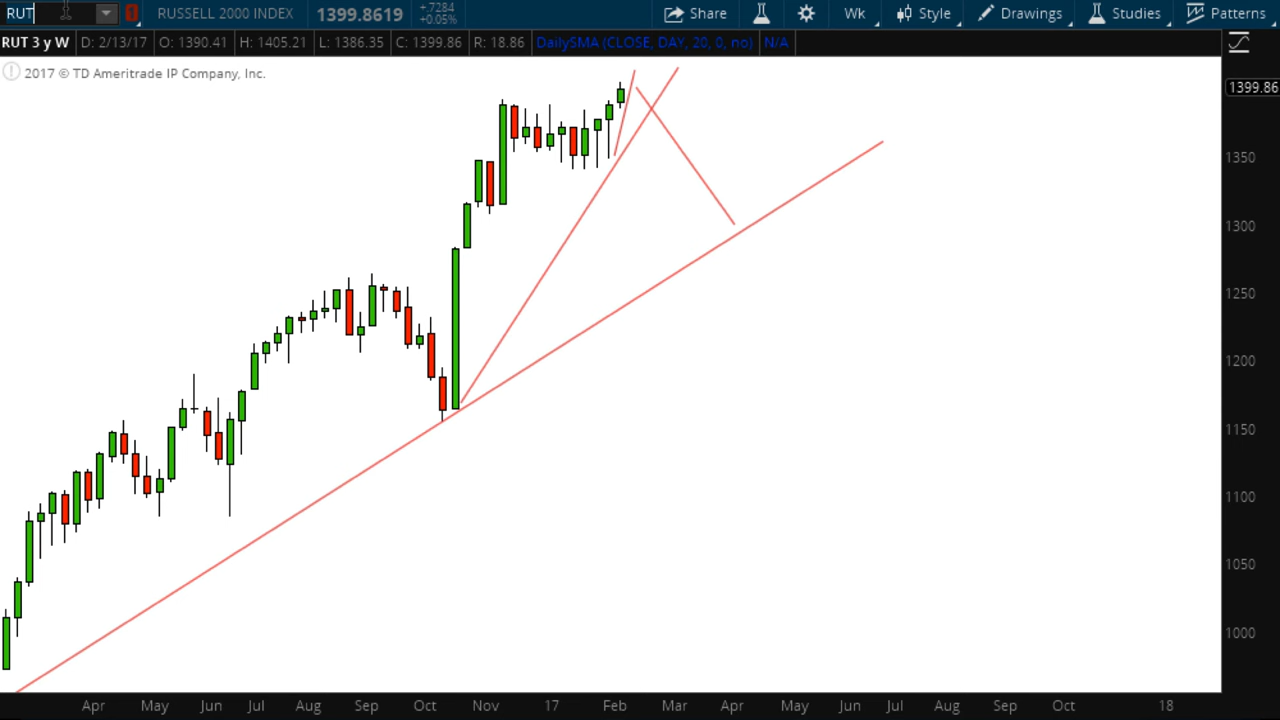 RUT 1 RUSSELL 2000 INDEX 1399.8619 +.7284 +0.05% Share Wk Style Drawings Studies Patterns
RUT 3 y W D: 2/13/17 O: 1390.41 H: 1405.21 L: 1386.35 C: 1399.86 R: 18.86 DailySMA (CLOSE, DAY, 20, 0, no) N/A
! 2017 © TD Ameritrade IP Company, Inc.
1399.86
1350
1300
1250
1200
1150
1100
1050
1000
Apr May Jun Jul Aug Sep Oct Nov 17 Feb Mar Apr May Jun Jul Aug Sep Oct 18